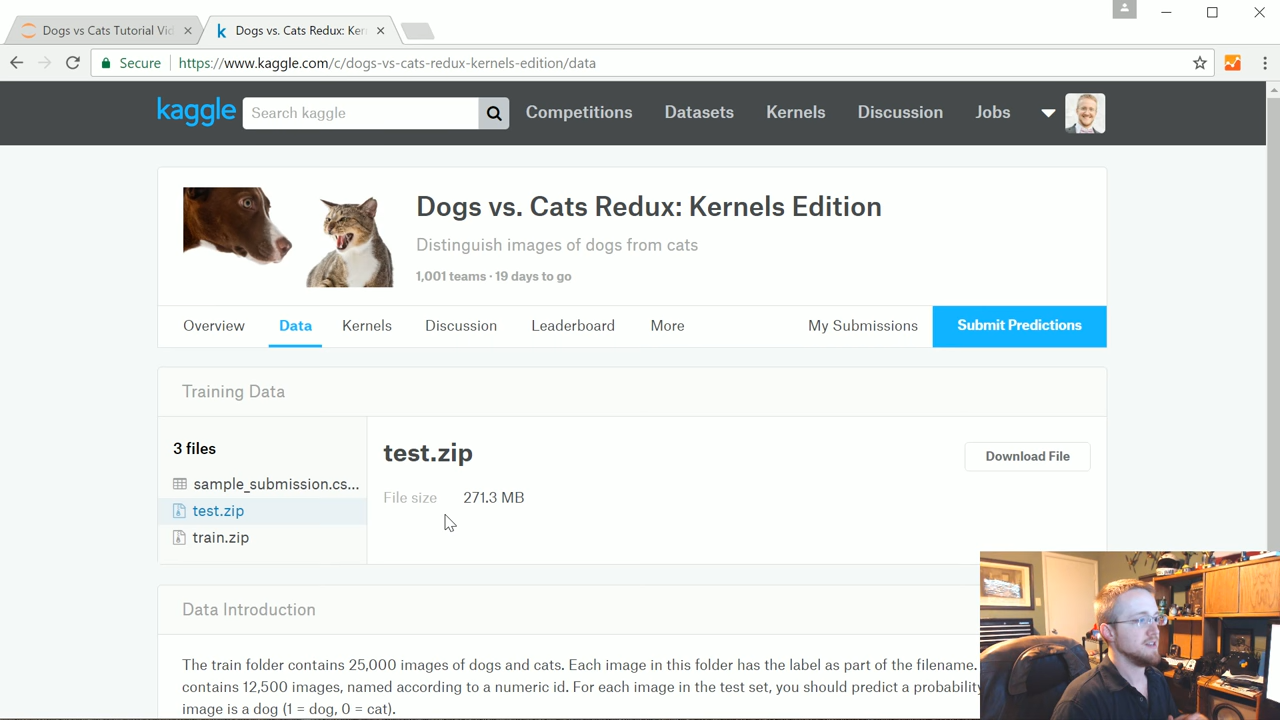 Dogs vs Cats Tutorial Vid
Dogs vs. Cats Redux: Ker
Secure https://www.kaggle.com/c/dogs-vs-cats-redux-kernels-edition/data
kaggle Search kaggle Competitions Datasets Kernels Discussion Jobs
Dogs vs. Cats Redux: Kernels Edition
Distinguish images of dogs from cats
1,001 teams · 19 days to go
Overview Data Kernels Discussion Leaderboard More My Submissions Submit Predictions
Training Data
3 files
sample_submission.cs...
test.zip
train.zip
test.zip
Download File
File size 271.3 MB
Data Introduction
The train folder contains 25,000 images of dogs and cats. Each image in this folder has the label as part of the filename.
contains 12,500 images, named according to a numeric id. For each image in the test set, you should predict a probability
image is a dog (1 = dog, 0 = cat).